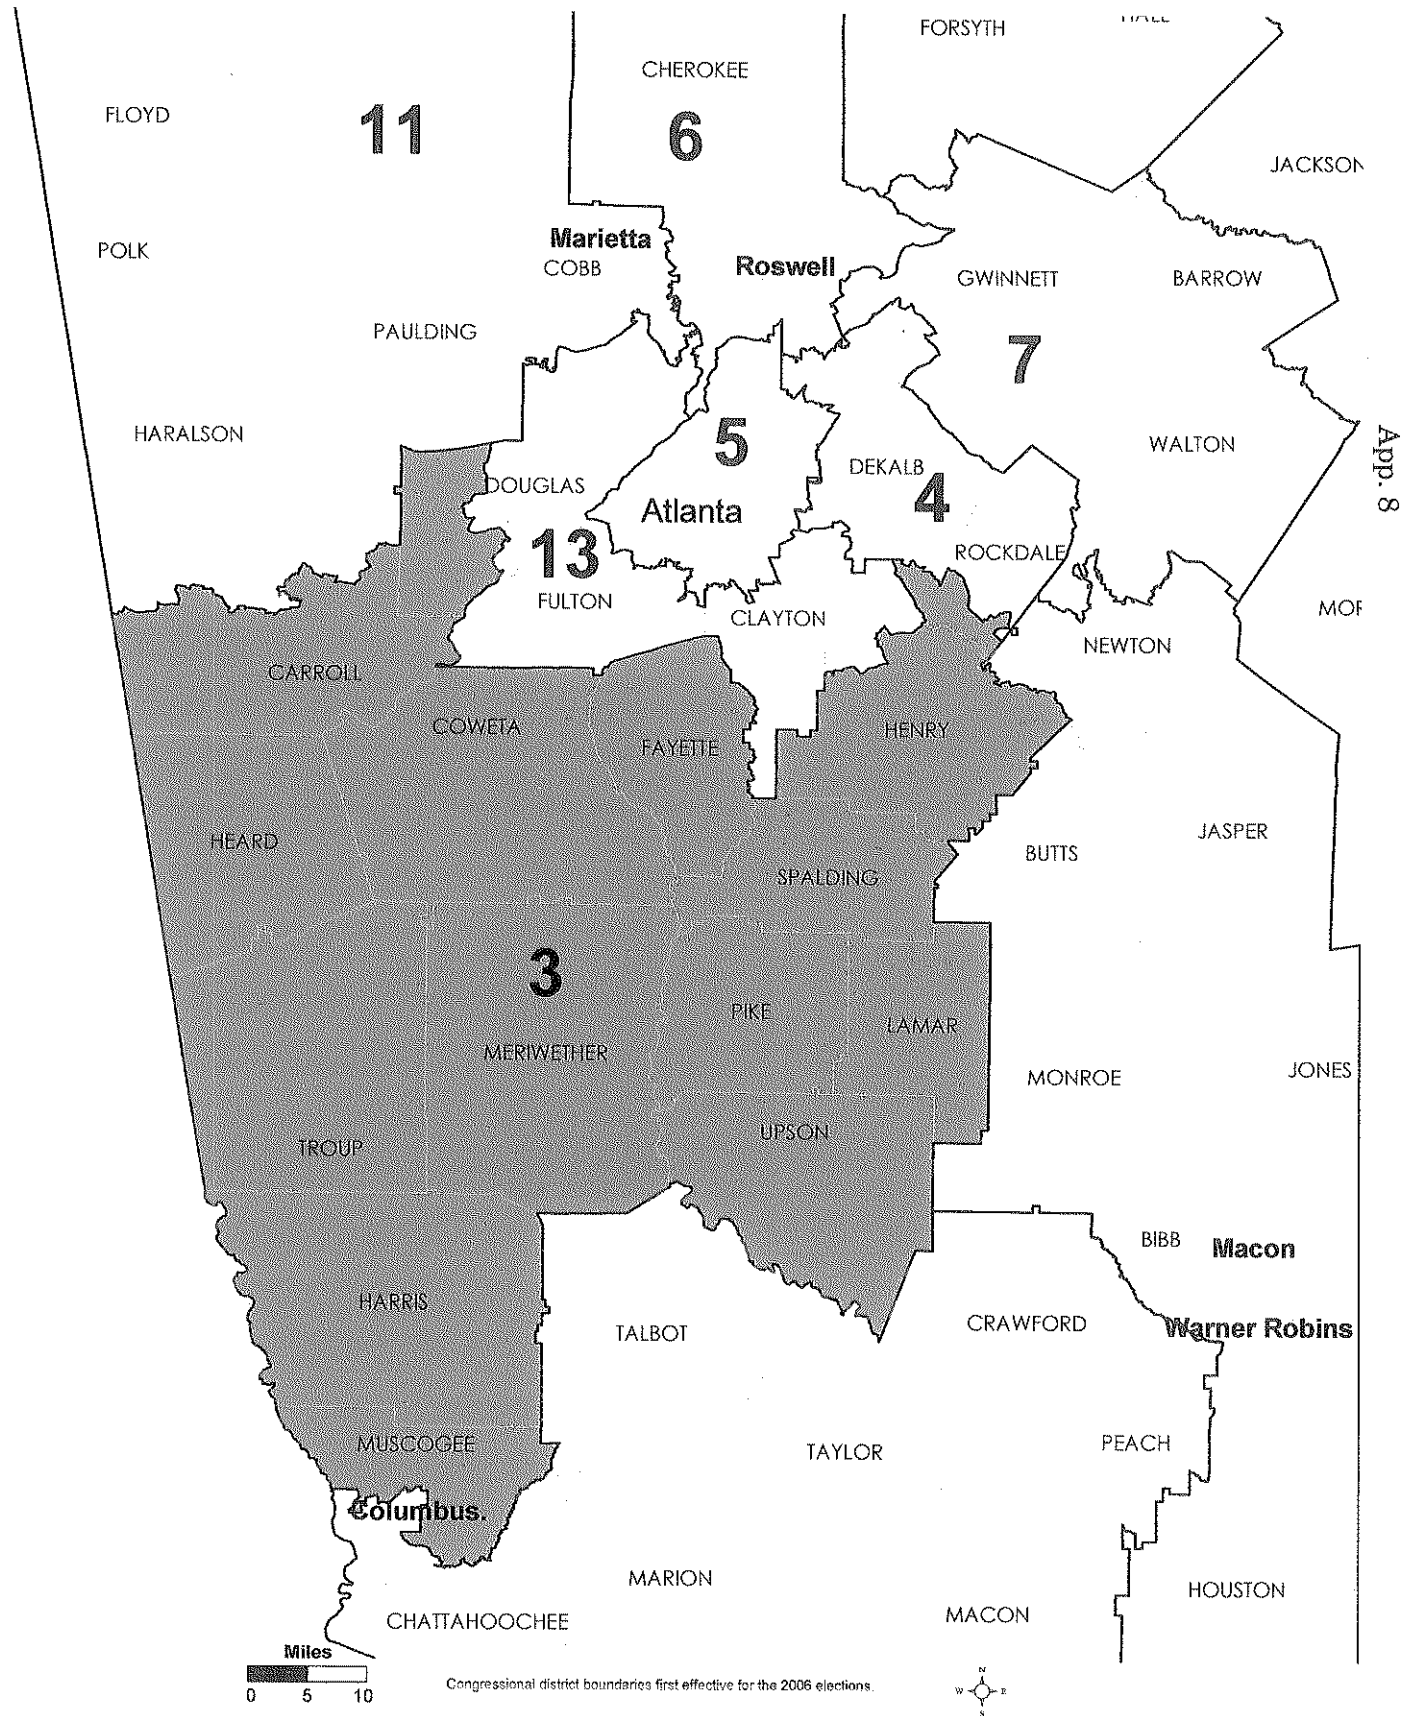 FORSYTH
CHEROKEE
FLOYD
11
6
JACKSON
Marietta
POLK
COBB
Roswell
GWINNETT
BARROW
PAULDING
7
HARALSON
5
WALTON
App. 8
DEKALB
DOUGLAS
4
Atlanta
13
ROCKDALE
FULTON
CLAYTON
NEWTON
CARROLL
COWETA
FAYETTE
HENRY
HEARD
JASPER
BUTTS
SPALDING
3
PIKE
LAMAR
MERIWETHER
MONROE
JONES
UPSON
TROUP
BIBB
Macon
HARRIS
CRAWFORD
Warner Robins
TALBOT
MUSCOGEE
TAYLOR
PEACH
Columbus.
MARION
HOUSTON
CHATTAHOOCHEE
MACON
Miles
0 5 10
Congressional district boundaries first effective for the 2006 elections.
N
W E
S